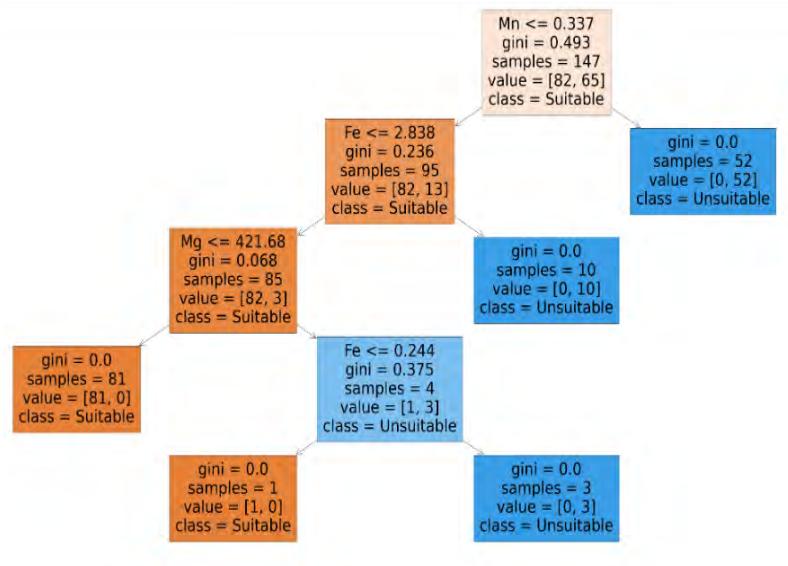 Mn <= 0.337
gini = 0.493
samples = 147
value = [82, 65]
class = Suitable
Fe <= 2.838
gini = 0.236
samples = 95
value = [82, 13]
class = Suitable
gini = 0.0
samples = 52
value = [0, 52]
class = Unsuitable
Mg <= 421.68
gini = 0.068
samples = 85
value = [82, 3]
class = Suitable
gini = 0.0
samples = 10
value = [0, 10]
class = Unsuitable
gini = 0.0
samples = 81
value = [81, 0]
class = Suitable
Fe <= 0.244
gini = 0.375
samples = 4
value = [1, 3]
class = Unsuitable
gini = 0.0
samples = 1
value = [1, 0]
class = Suitable
gini = 0.0
samples = 3
value = [0, 3]
class = Unsuitable